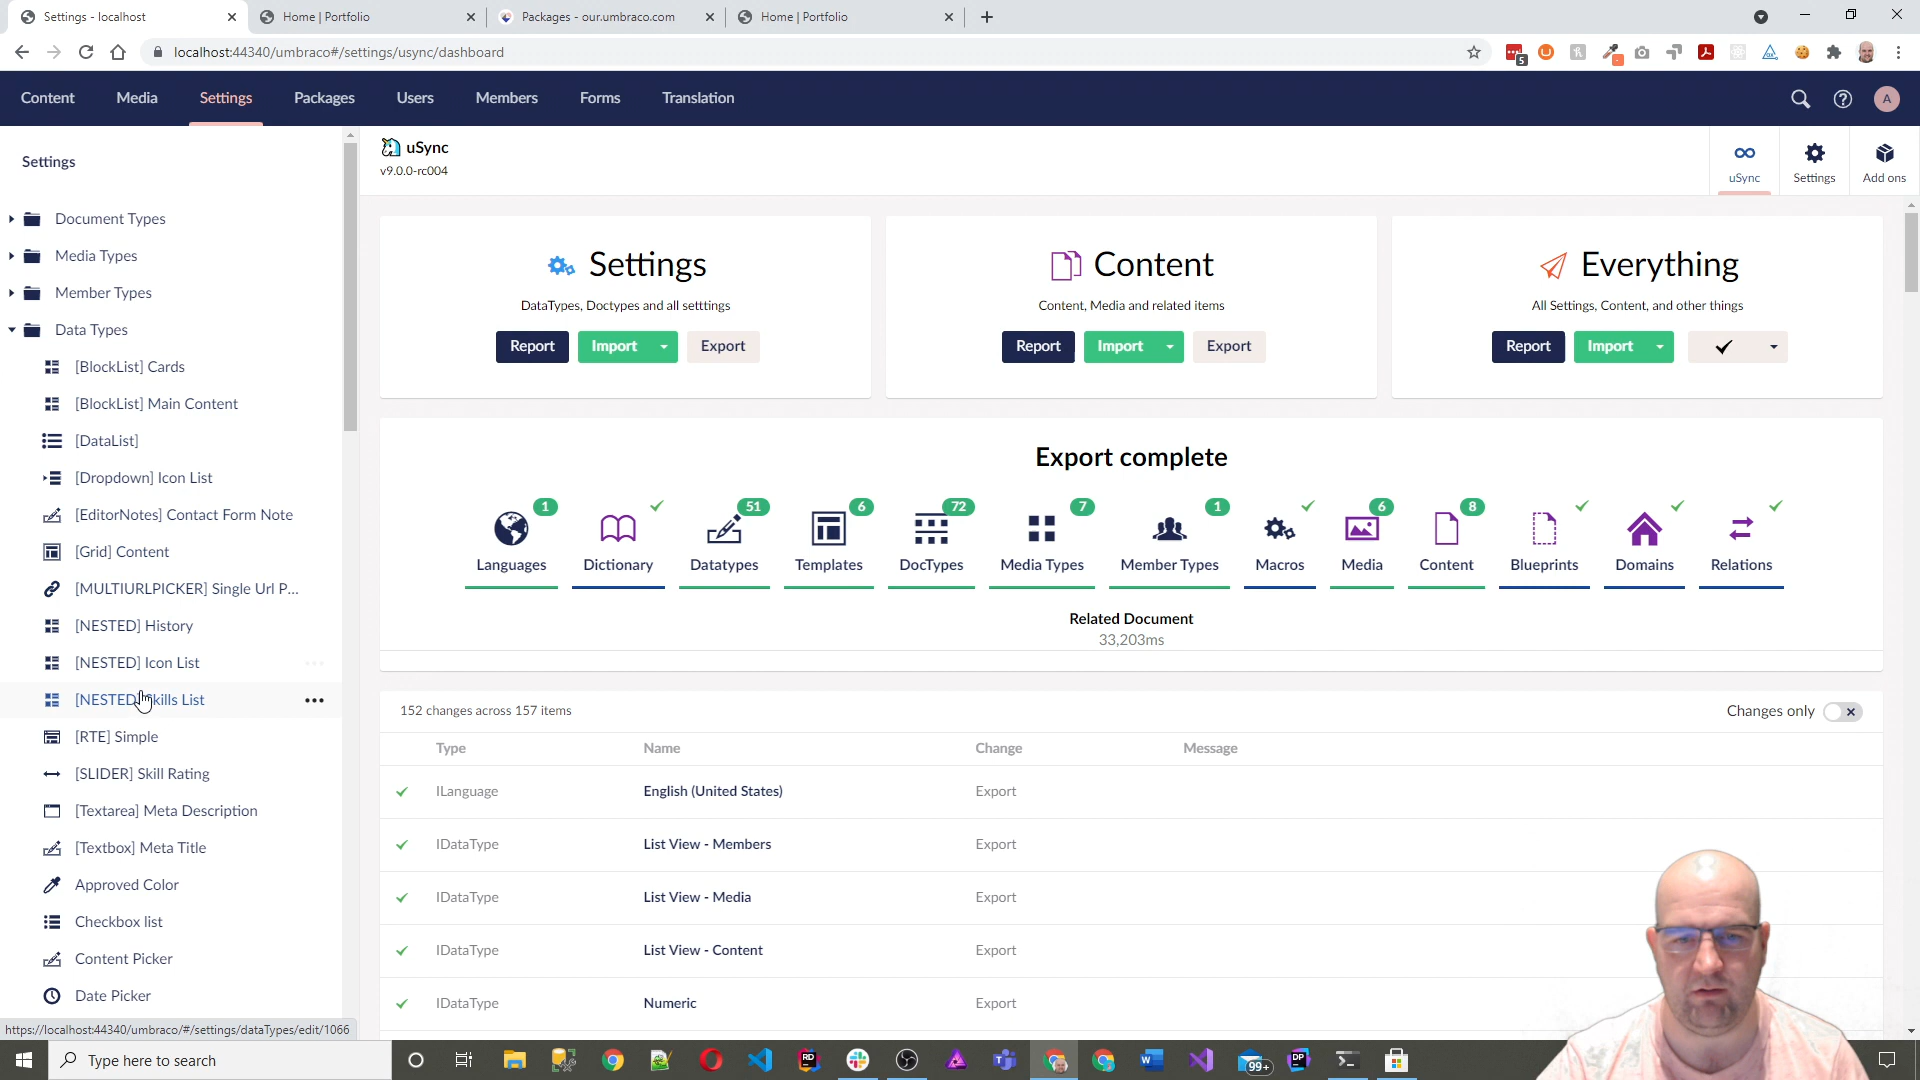 Settings - localhost
Home | Portfolio
Packages - our.umbraco.com
Home | Portfolio
localhost:44340/umbraco#/settings/usync/dashboard
5
Content
Media
Settings
Packages
Users
Members
Forms
Translation
A
Settings
Document Types
Media Types
Member Types
Data Types
[BlockList] Cards
[BlockList] Main Content
[DataList]
[Dropdown] Icon List
[EditorNotes] Contact Form Note
[Grid] Content
[MULTIURLPICKER] Single Url P...
[NESTED] History
[NESTED] Icon List
[NESTED] Skills List
[RTE] Simple
[SLIDER] Skill Rating
[Textarea] Meta Description
[Textbox] Meta Title
Approved Color
Checkbox list
Content Picker
Date Picker
https://localhost:44340/umbraco/#/settings/dataTypes/edit/1066
uSync
v9.0.0-rc004
uSync
Settings
Add ons
Settings
DataTypes, Doctypes and all setttings
Report
Import
Export
Content
Content, Media and related items
Report
Import
Export
Everything
All Settings, Content, and other things
Report
Import
Export complete
1
51
6
72
7
1
6
8
Languages
Dictionary
Datatypes
Templates
DocTypes
Media Types
Member Types
Macros
Media
Content
Blueprints
Domains
Relations
Related Document
33,203ms
152 changes across 157 items
Changes only
Type
Name
Change
Message
ILanguage
English (United States)
Export
IDataType
List View - Members
Export
IDataType
List View - Media
Export
IDataType
List View - Content
Export
IDataType
Numeric
Export
Type here to search
RD
99+
DP